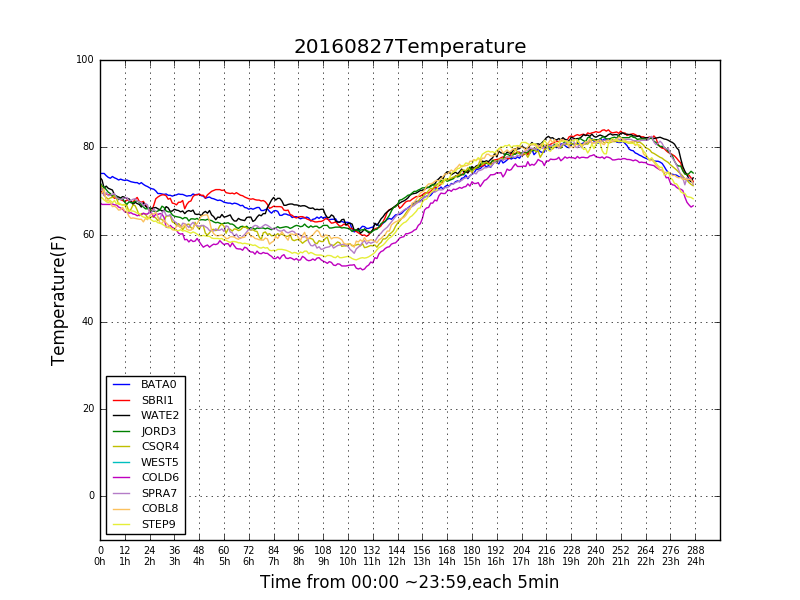 20160827Temperature
100
80
60
40
20
0
Temperature(F)
BATA0
SBRI1
WATE2
JORD3
CSQR4
WEST5
COLD6
SPRA7
COBL8
STEP9
0 12 24 36 48 60 72 84 96 108 120 132 144 156 168 180 192 204 216 228 240 252 264 276 288
0h 1h 2h 3h 4h 5h 6h 7h 8h 9h 10h 11h 12h 13h 14h 15h 16h 17h 18h 19h 20h 21h 22h 23h 24h
Time from 00:00 ~23:59,each 5min